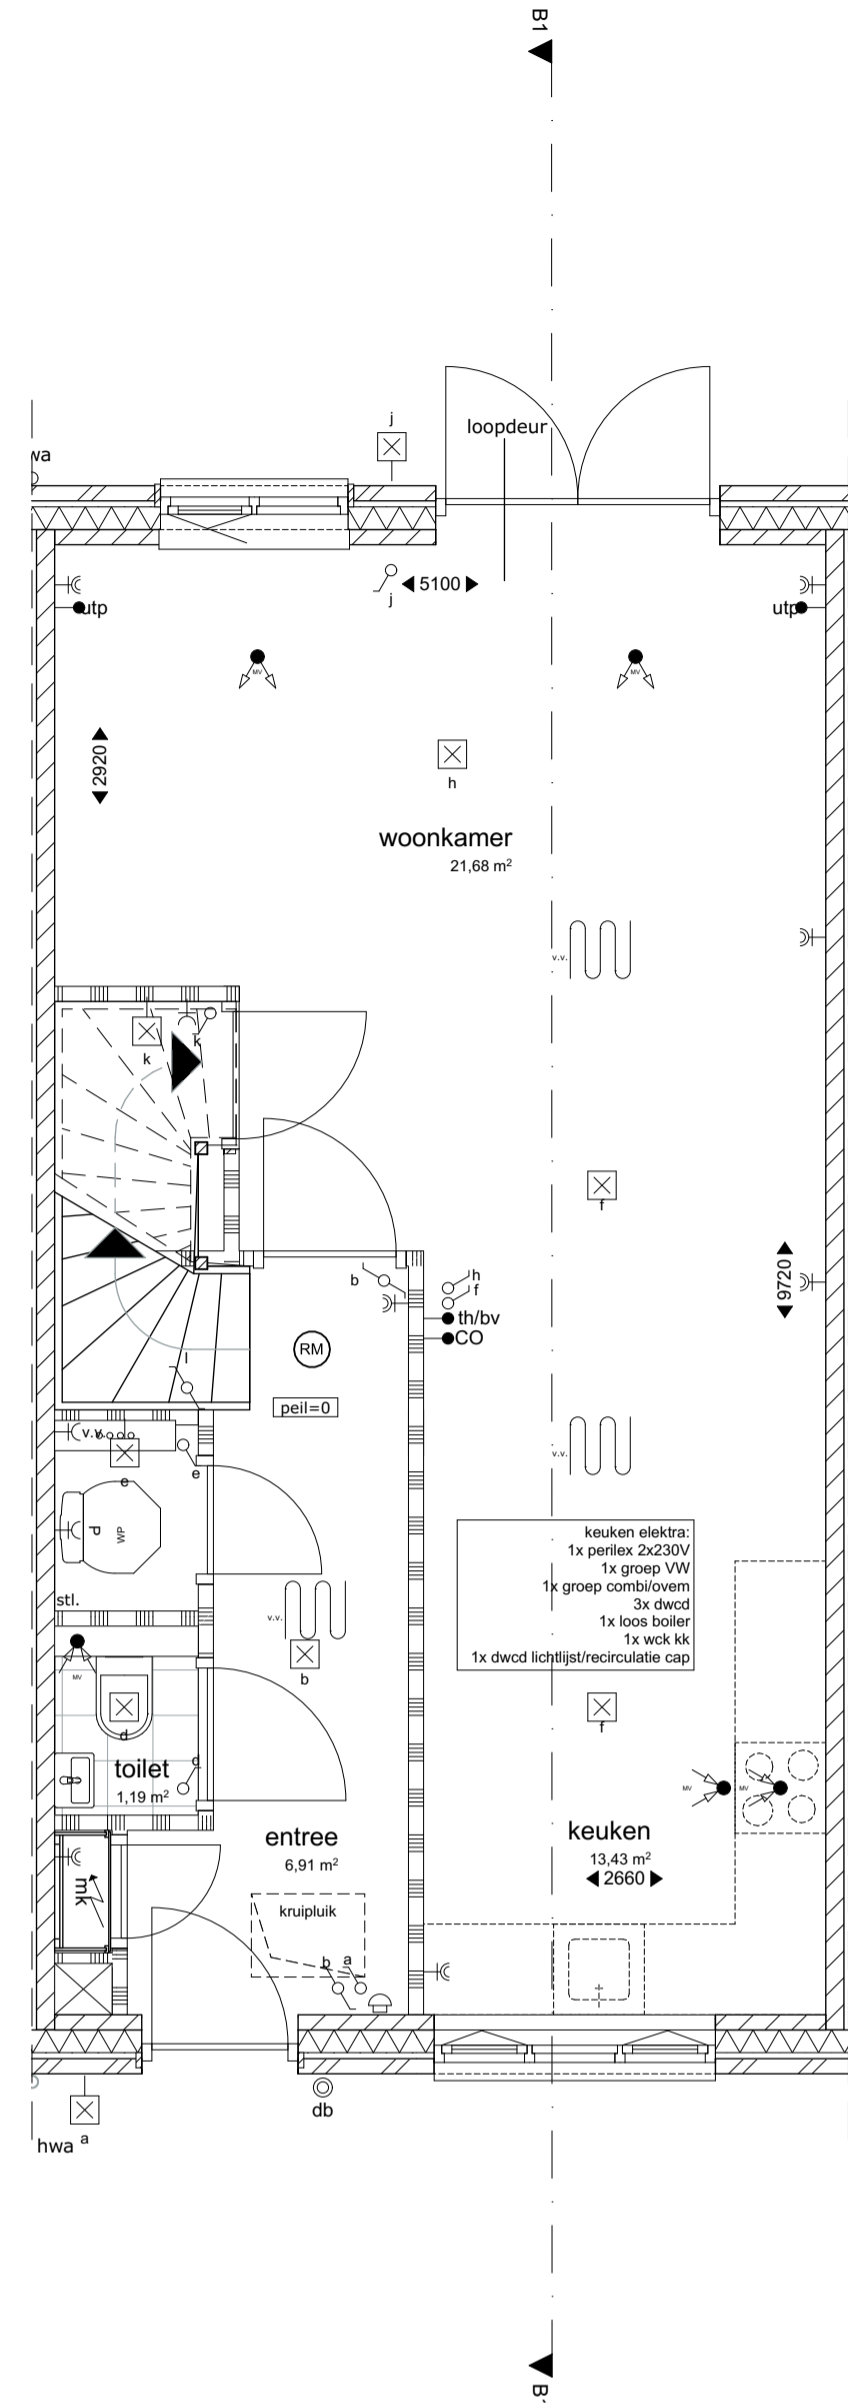 B1
j
loopdeur
wa
utp
j
5100
utp
MV
MV
2920
h
woonkamer
21,68 m²
v.v.
k
k
f
9720
b
h
f
th/bv
CO
RM
l
peil=0
v.v.
e
e
v.v.
WP
stl.
keuken elektra:
1x perilex 2x230V
1x groep VW
1x groep combi/ovem
3x dwcd
1x loos boiler
1x wck kk
1x dwcd lichtlijst/recirculatie cap
v.v.
b
MV
f
d
d
toilet
1,19 m²
MV
MV
entree
6,91 m²
keuken
13,43 m²
2660
mk
kruipluik
b
a
db
hwa
a